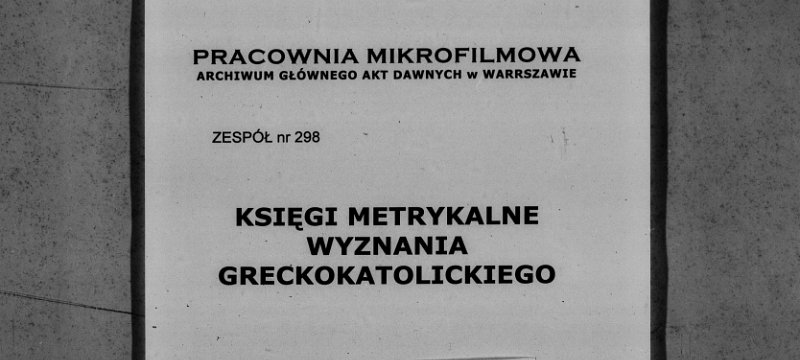 PRACOWNIA MIKROFILMOWA
ARCHIWUM GŁÓWNEGO AKT DAWNYCH w WARRSZAWIE
ZESPÓŁ nr 298
KSIĘGI METRYKALNE
WYZNANIA
GRECKOKATOLICKIEGO